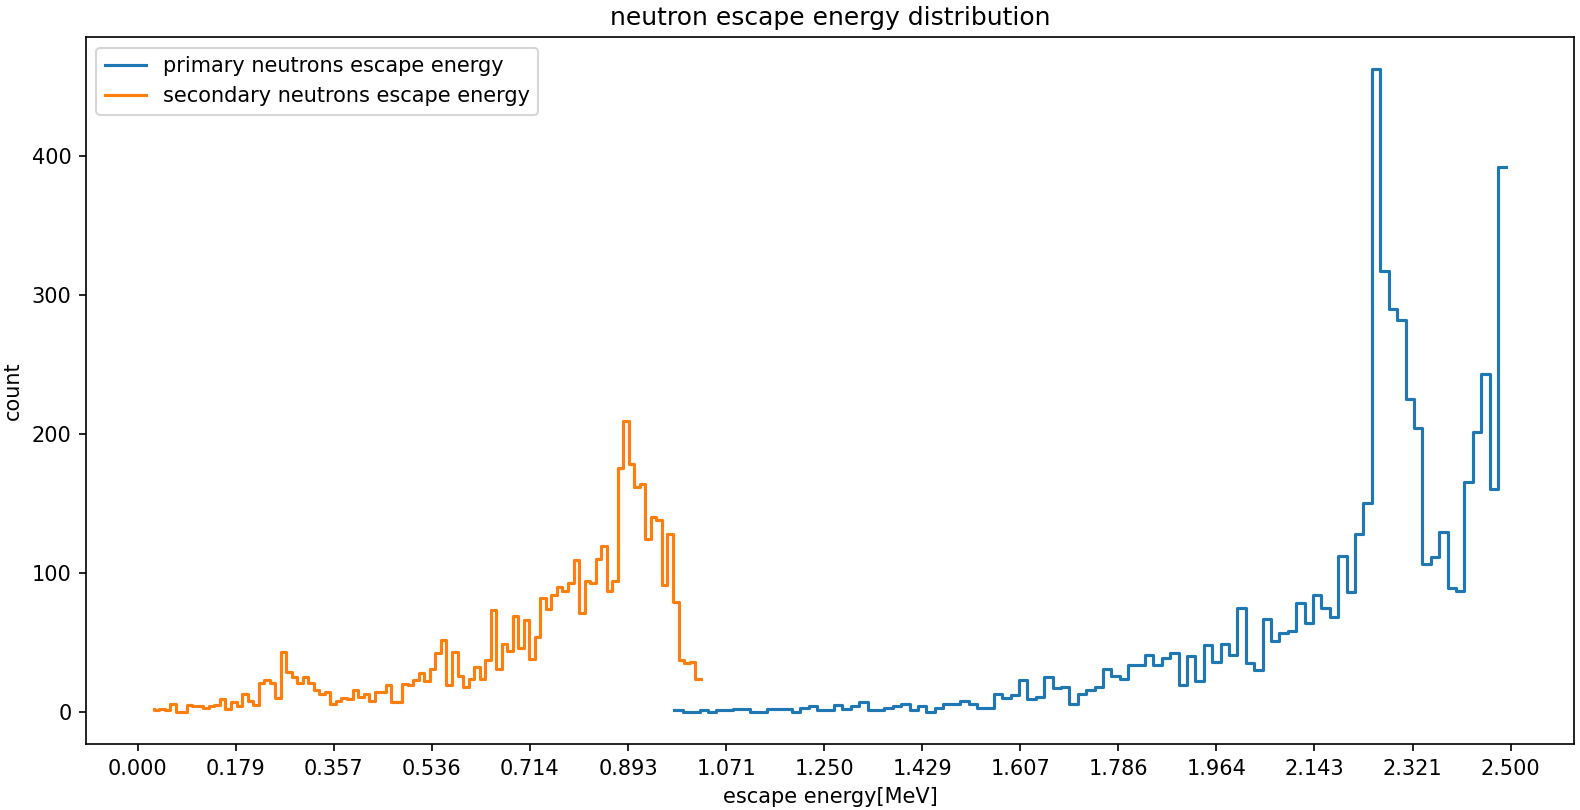 neutron escape energy distribution
primary neutrons escape energy
secondary neutrons escape energy
count
400
300
200
100
0
0.000 0.179 0.357 0.536 0.714 0.893 1.071 1.250 1.429 1.607 1.786 1.964 2.143 2.321 2.500
escape energy[MeV]